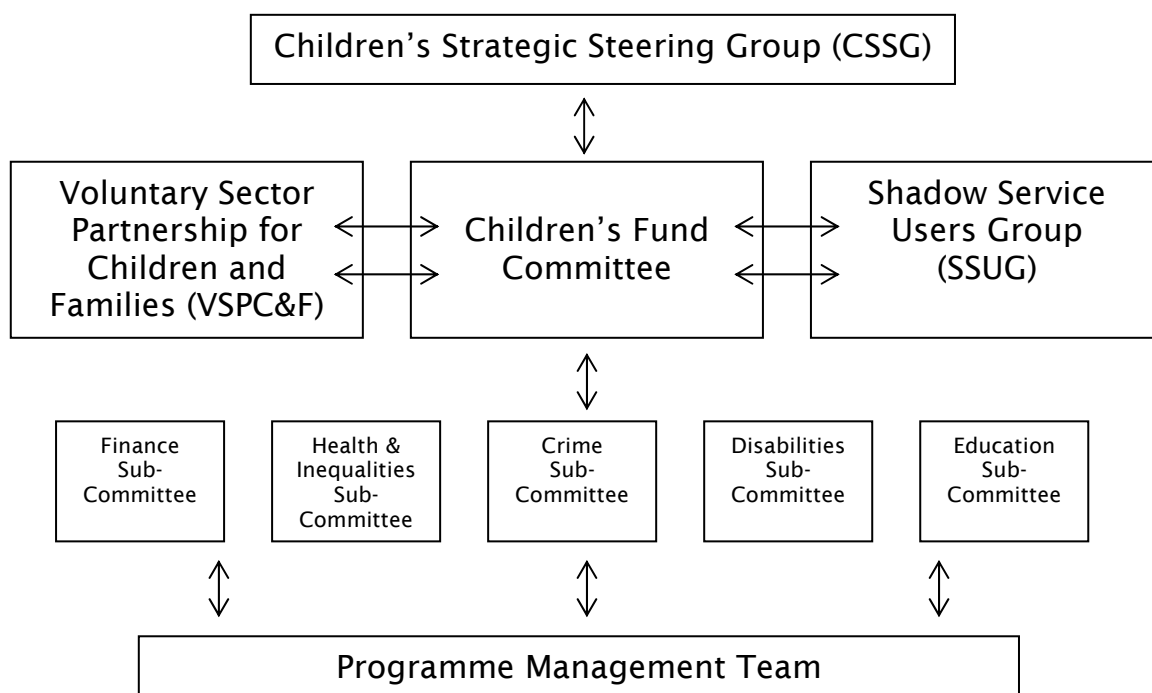 Children’s Strategic Steering Group (CSSG)
Voluntary Sector
Partnership for
Children and
Families (VSPC&F)
Children’s Fund
Committee
Shadow Service
Users Group
(SSUG)
Finance
Sub-
Committee
Health &
Inequalities
Sub-
Committee
Crime
Sub-
Committee
Disabilities
Sub-
Committee
Education
Sub-
Committee
Programme Management Team